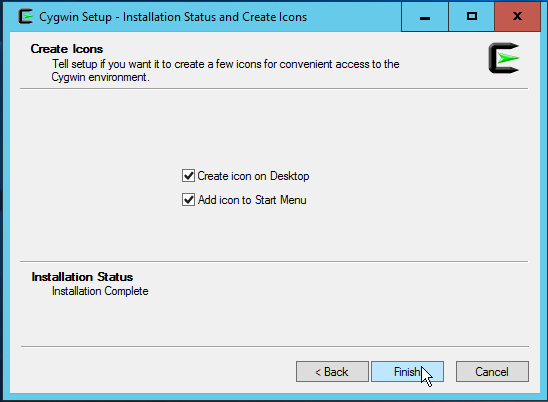 Cygwin Setup - Installation Status and Create Icons
Create Icons
Tell setup if you want it to create a few icons for convenient access to the
Cygwin environment.
Create icon on Desktop
Add icon to Start Menu
Installation Status
Installation Complete
< Back
Finish
Cancel